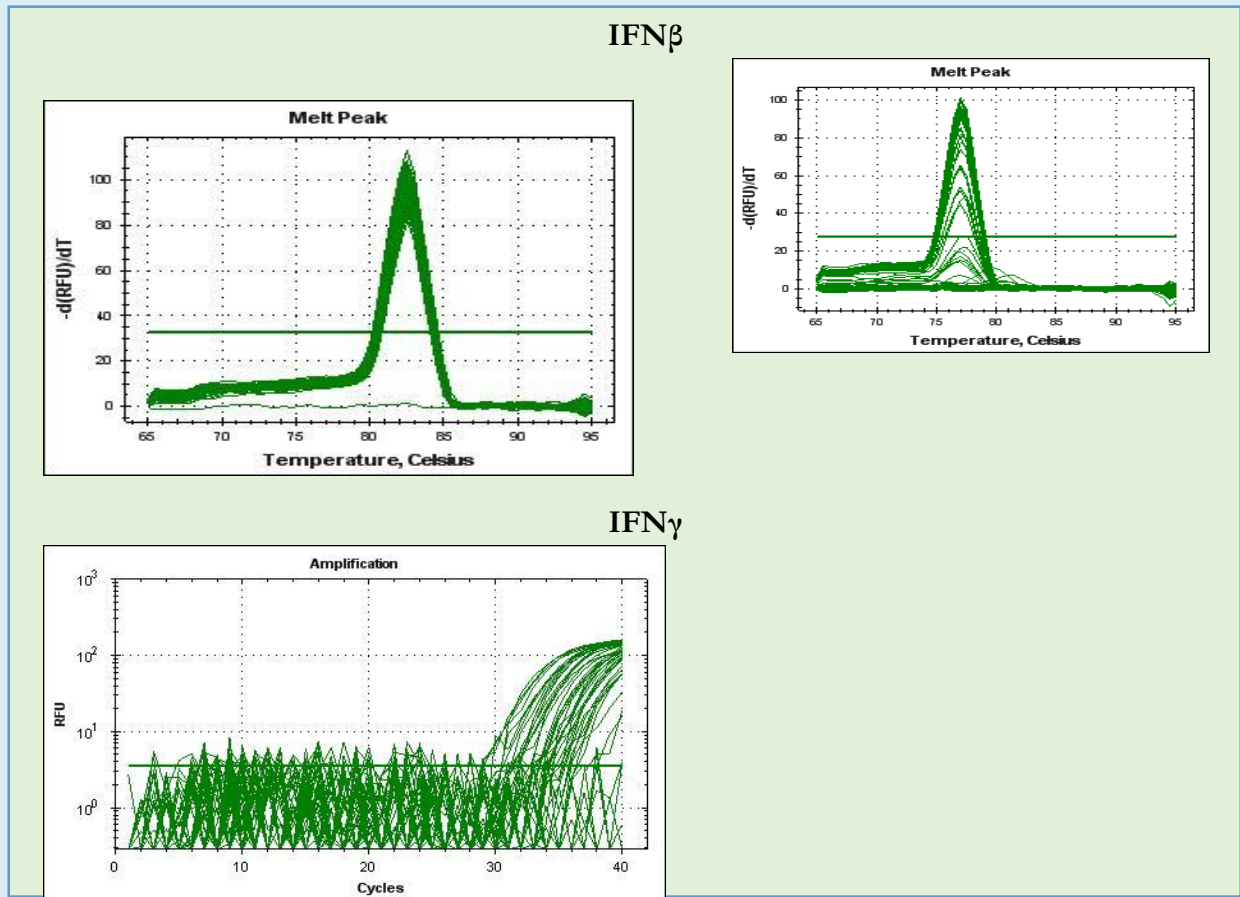 IFNβ
Melt Peak
-d(RFU)/dT
100
80
60
40
20
0
65 70 75 80 85 90 95
Temperature, Celsius
Melt Peak
-d(RFU)/dT
100
80
60
40
20
0
65 70 75 80 85 90 95
Temperature, Celsius
IFNγ
Amplification
RFU
10³
10²
10¹
10⁰
0 10 20 30 40
Cycles